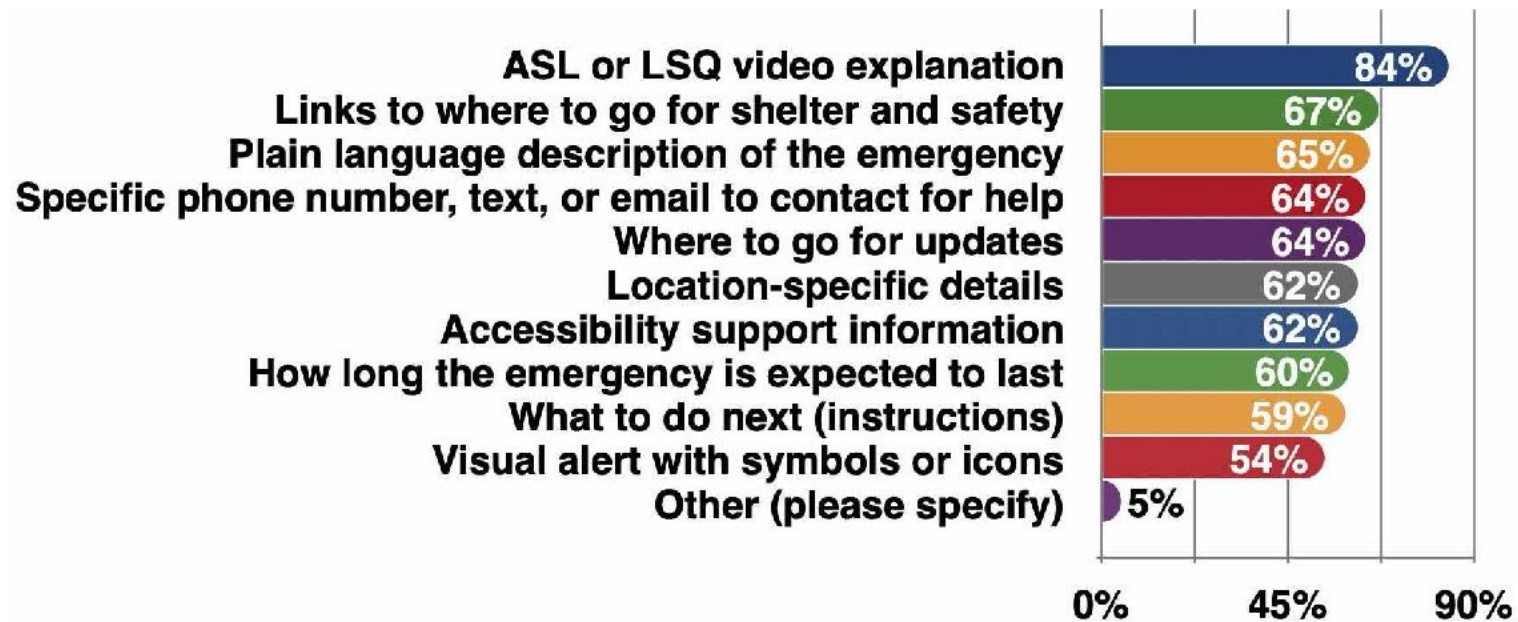 ASL or LSQ video explanation 84%
Links to where to go for shelter and safety 67%
Plain language description of the emergency 65%
Specific phone number, text, or email to contact for help 64%
Where to go for updates 64%
Location-specific details 62%
Accessibility support information 62%
How long the emergency is expected to last 60%
What to do next (instructions) 59%
Visual alert with symbols or icons 54%
Other (please specify) 5%
0% 45% 90%